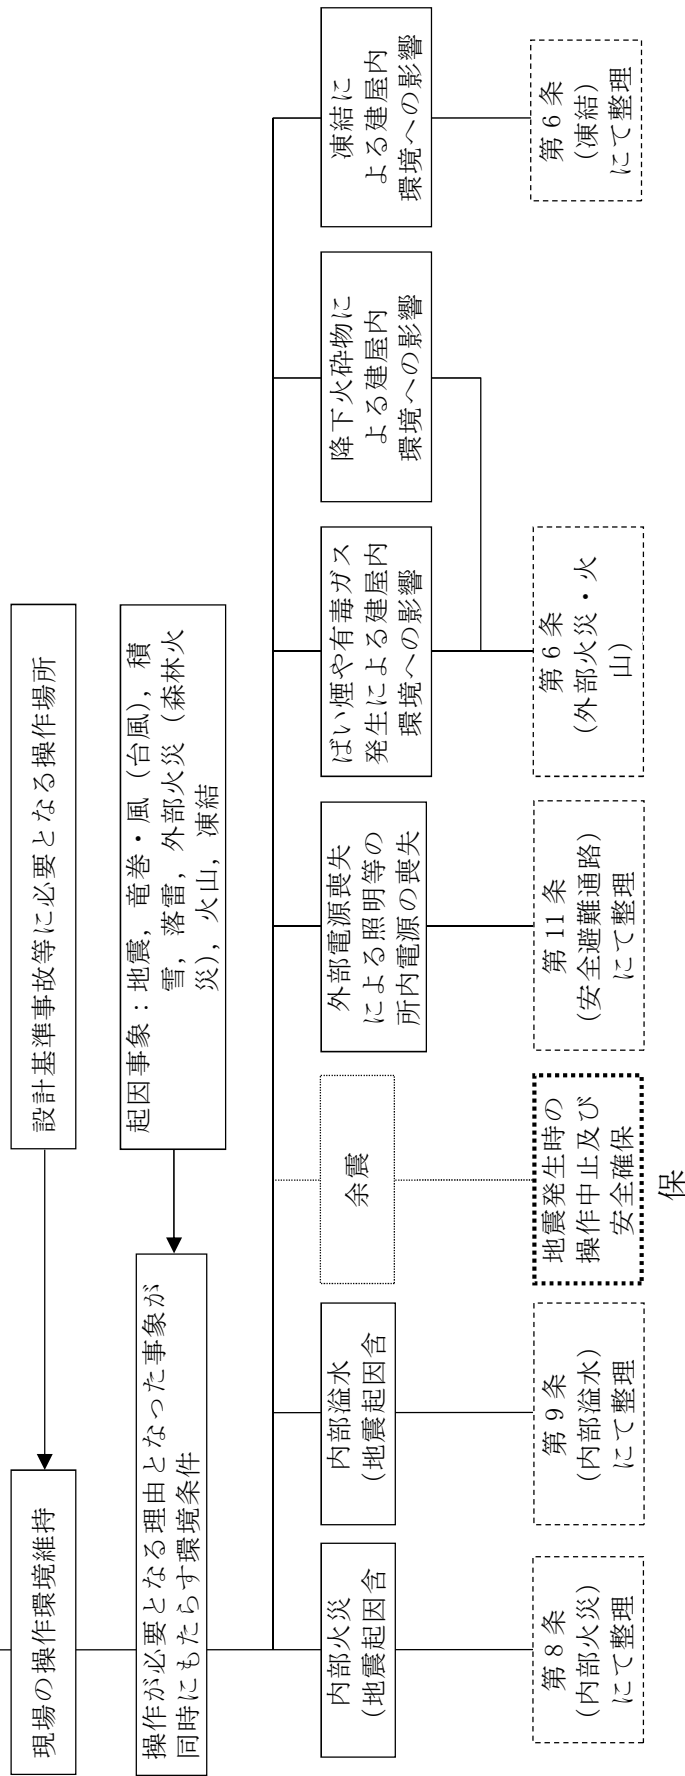 現場の操作環境維持
設計基準事故等に必要となる操作場所
操作が必要となる理由となった事象が
同時にもたらす環境条件
起因事象：地震，竜巻・風（台風），積
雪，落雷，外部火災（森林火
災），火山，凍結
内部火災
(地震起因含
内部溢水
(地震起因含
余震
外部電源喪失
による照明等の
所内電源の喪失
ばい煙や有毒ガス
発生による建屋内
環境への影響
降下火砕物に
よる建屋内
環境への影響
凍結に
よる建屋内
環境への影響
第 8 条
(内部火災)
にて整理
第 9 条
(内部溢水)
にて整理
地震発生時の
操作中止及び
安全確保
保
第 11 条
(安全避難通路)
にて整理
第 6 条
(外部火災・火
山)
第 6 条
(凍結)
にて整理